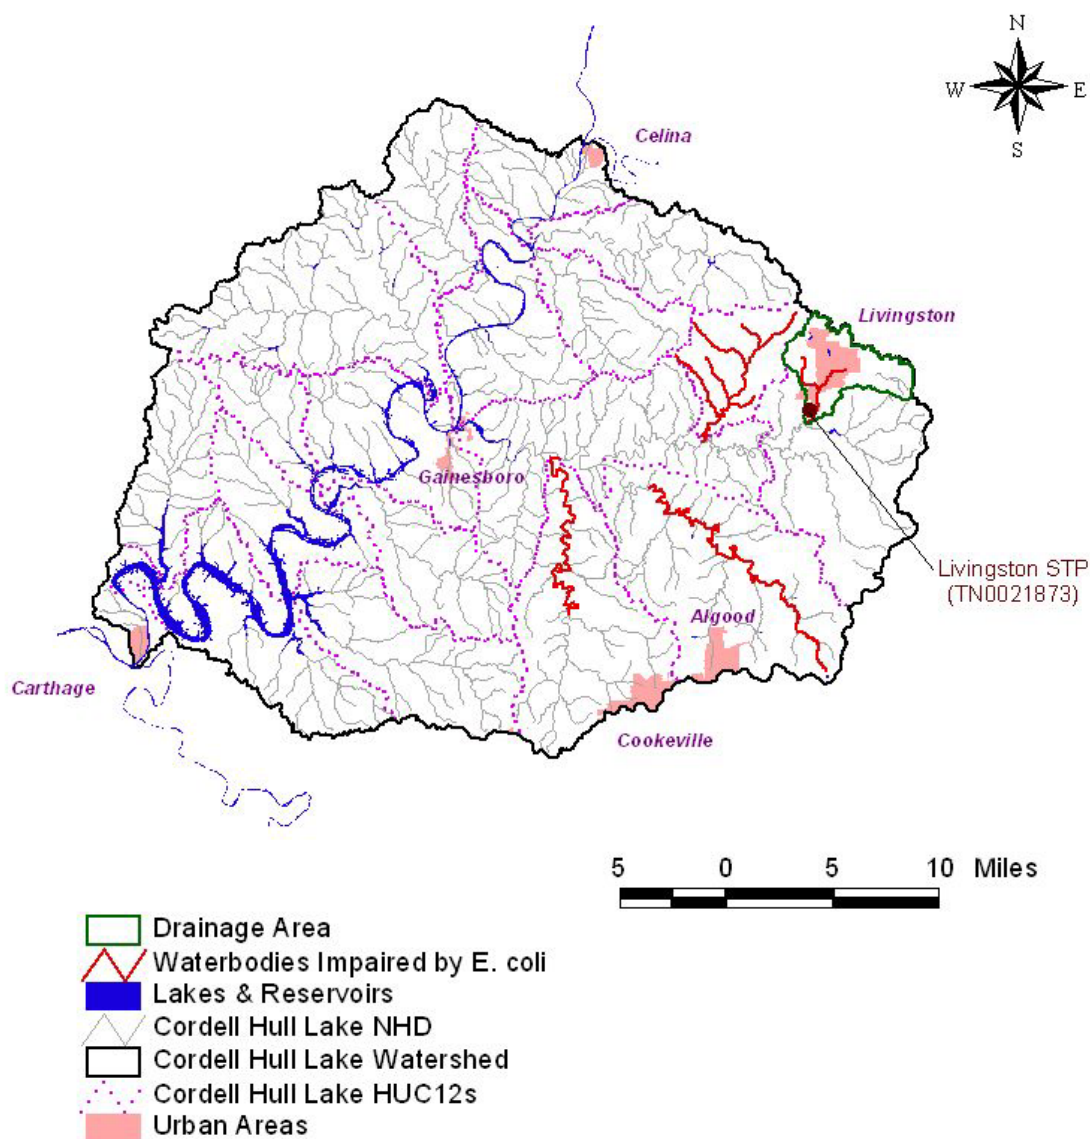 N
W
E
S
Celina
Livingston
Gainesboro
Livingston STP
(TN0021873)
Algood
Carthage
Cookeville
5 0 5 10 Miles
Drainage Area
Waterbodies Impaired by E. coli
Lakes & Reservoirs
Cordell Hull Lake NHD
Cordell Hull Lake Watershed
Cordell Hull Lake HUC12s
Urban Areas